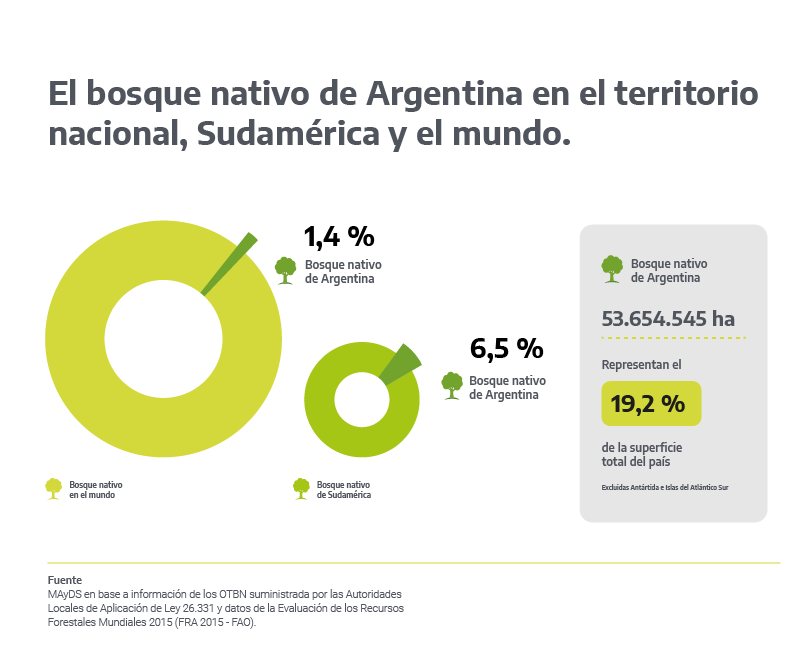 El bosque nativo de Argentina en el territorio
nacional, Sudamérica y el mundo.
1,4 %
Bosque nativo
de Argentina
6,5 %
Bosque nativo
de Argentina
Bosque nativo
en el mundo
Bosque nativo
de Sudamérica
Bosque nativo
de Argentina
53.654.545 ha
Representan el
19,2 %
de la superficie
total del país
Excluidas Antártida e Islas del Atlántico Sur
Fuente
MAyDS en base a información de los OTBN suministrada por las Autoridades
Locales de Aplicación de Ley 26.331 y datos de la Evaluación de los Recursos
Forestales Mundiales 2015 (FRA 2015 - FAO).